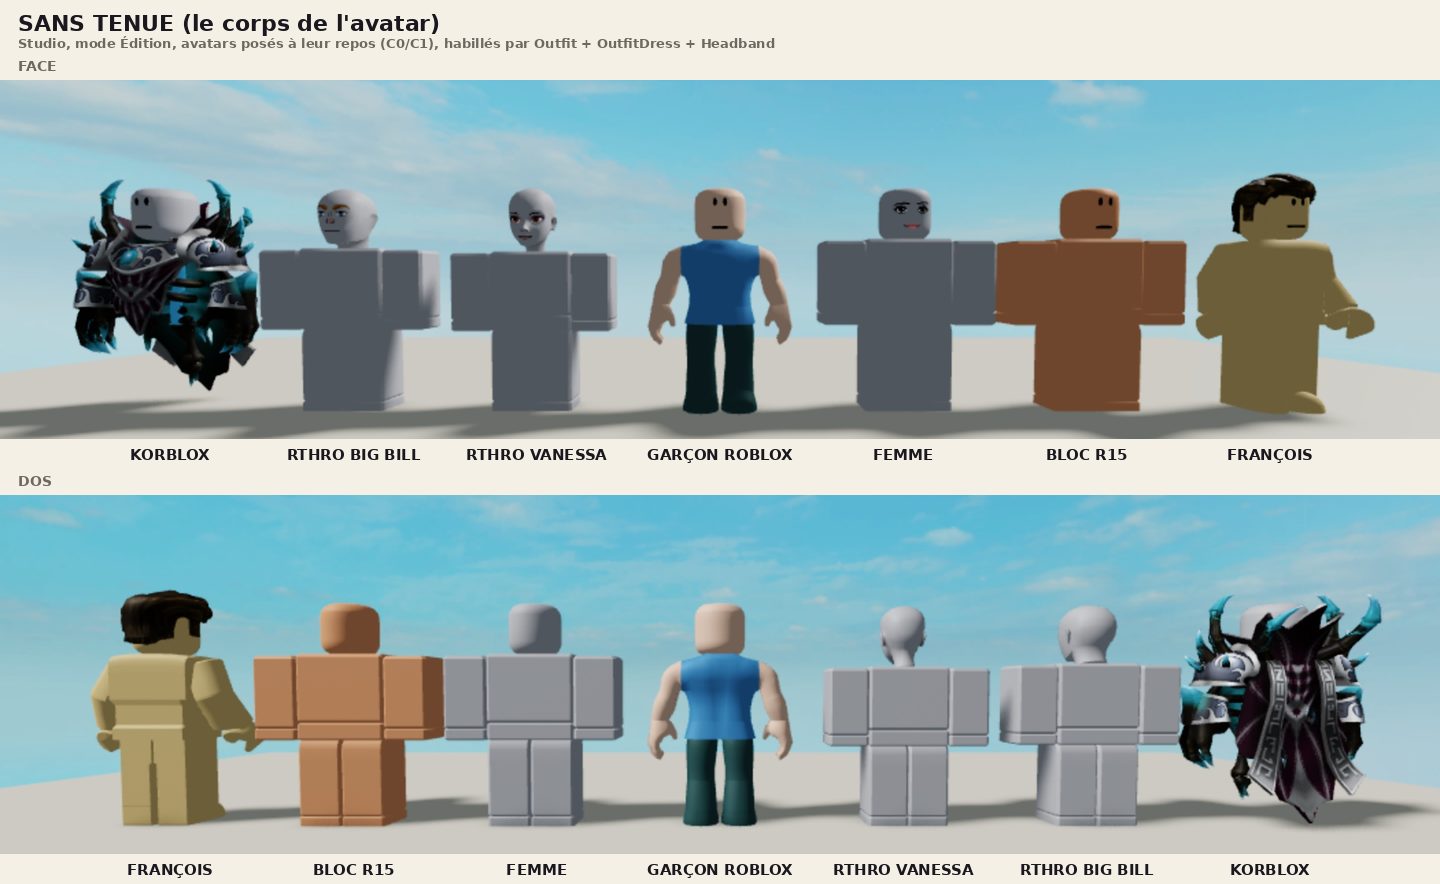 SANS TENUE (le corps de l'avatar)
Studio, mode Édition, avatars posés à leur repos (C0/C1), habillés par Outfit + OutfitDress + Headband
FACE
KORBLOX RTHRO BIG BILL RTHRO VANESSA GARÇON ROBLOX FEMME BLOC R15 FRANÇOIS
DOS
FRANÇOIS BLOC R15 FEMME GARÇON ROBLOX RTHRO VANESSA RTHRO BIG BILL KORBLOX